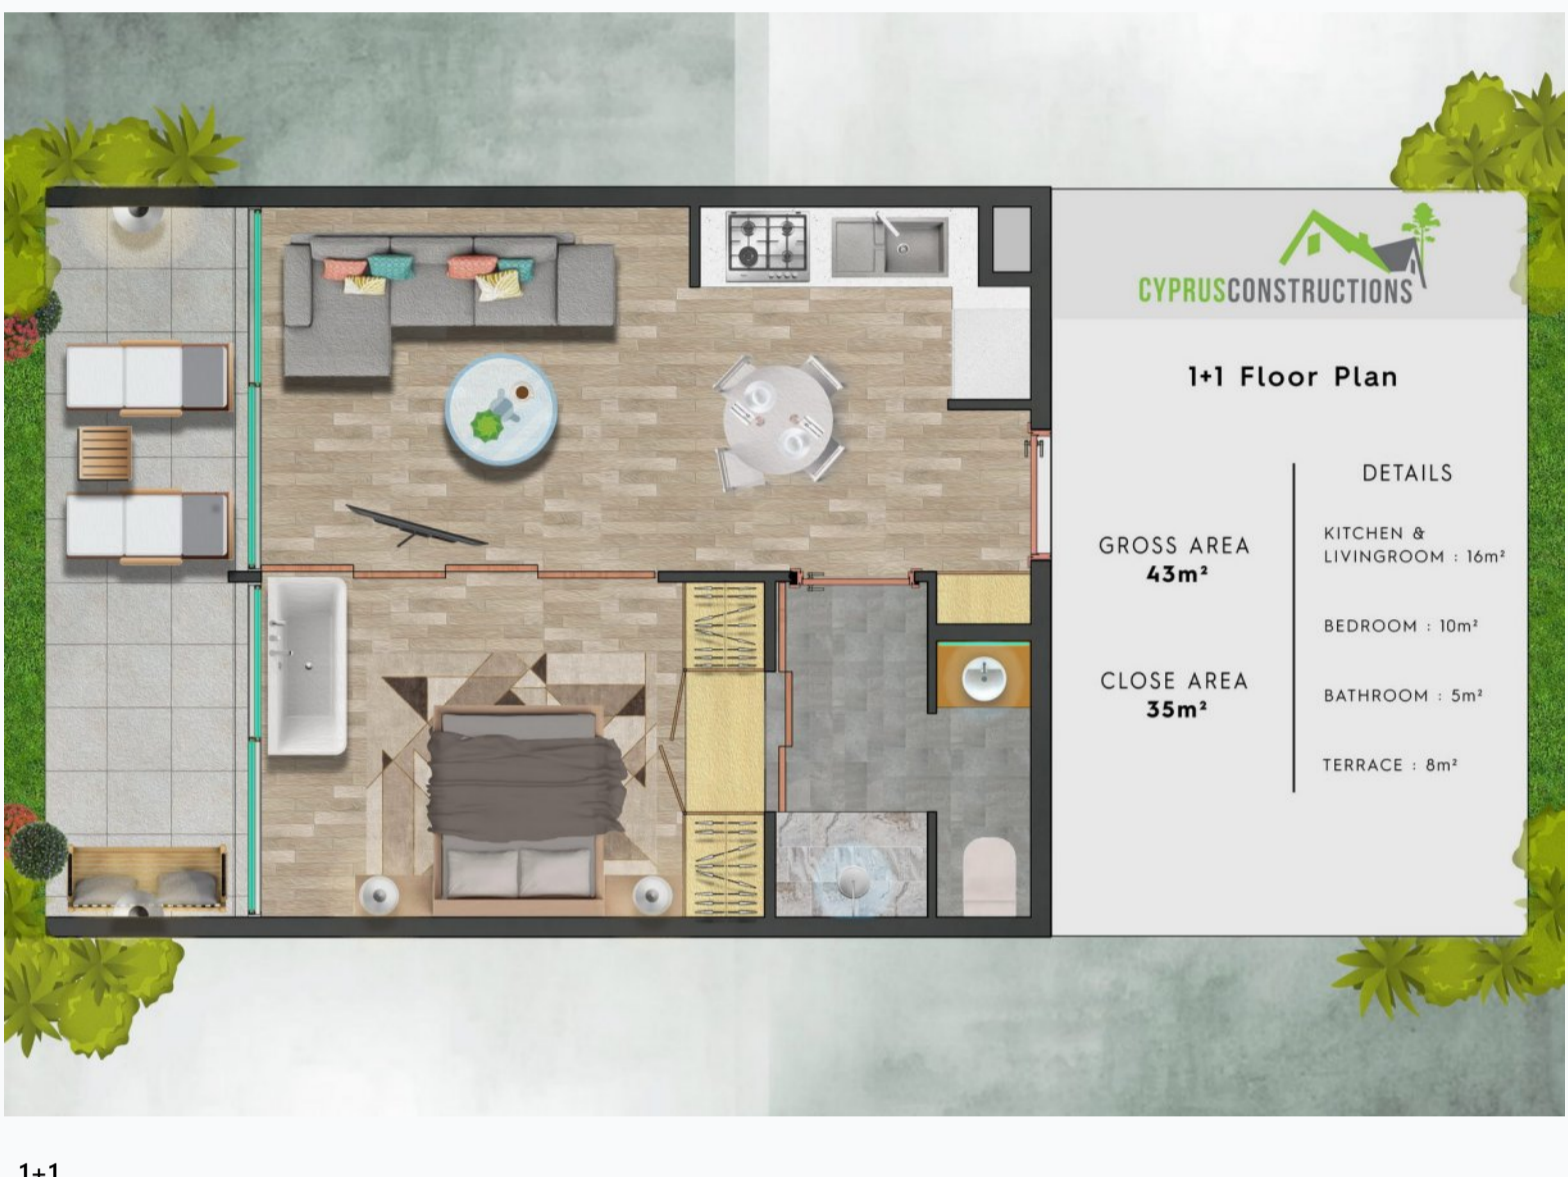 CYPRUSCONSTRUCTIONS
1+1 Floor Plan
GROSS AREA
43m²
CLOSE AREA
35m²
DETAILS
KITCHEN &
LIVINGROOM : 16m²
BEDROOM : 10m²
BATHROOM : 5m²
TERRACE : 8m²
1+1